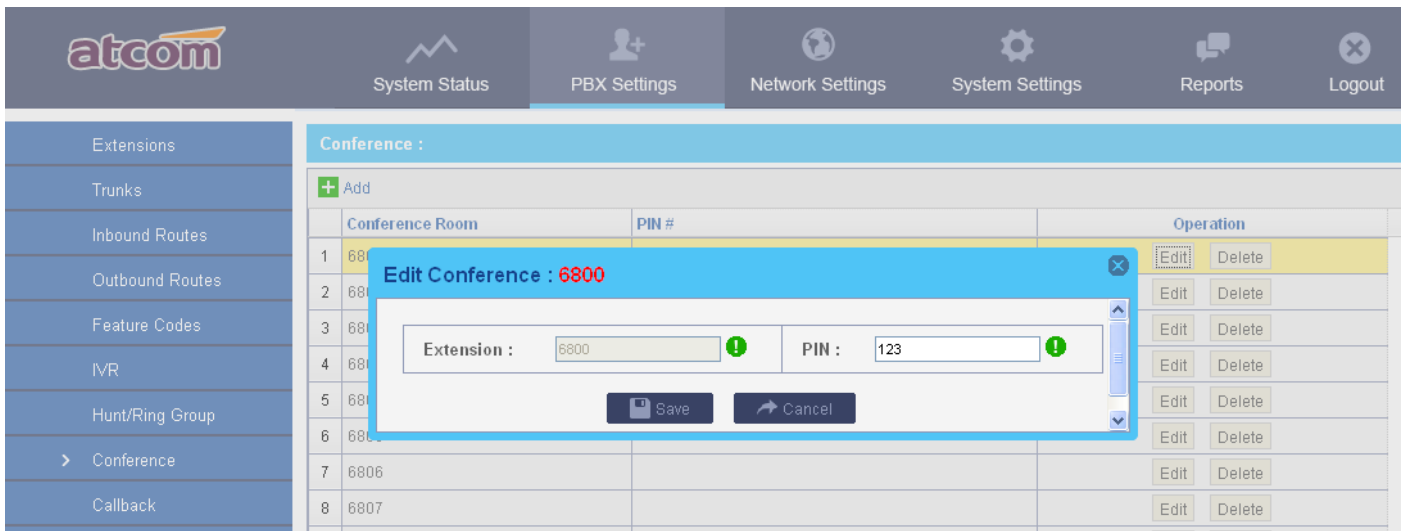 atcom
System Status PBX Settings Network Settings System Settings Reports Logout
Extensions
Trunks
Inbound Routes
Outbound Routes
Feature Codes
IVR
Hunt/Ring Group
> Conference
Callback
Conference :
Add
Conference Room PIN # Operation
1 Edit Delete
2 Edit Delete
3 Edit Delete
4 Edit Delete
5 Edit Delete
6 Edit Delete
7 6806 Edit Delete
8 6807 Edit Delete
Edit Conference : 6800
Extension : 6800 PIN : 123
Save Cancel